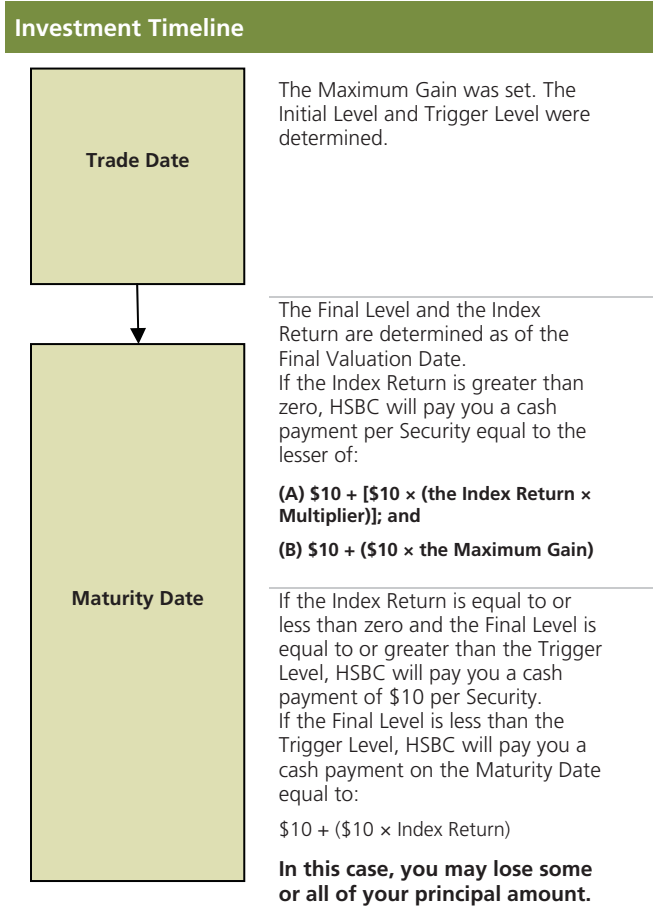 Investment Timeline
Trade Date
The Maximum Gain was set. The
Initial Level and Trigger Level were
determined.
Maturity Date
The Final Level and the Index
Return are determined as of the
Final Valuation Date.
If the Index Return is greater than
zero, HSBC will pay you a cash
payment per Security equal to the
lesser of:
(A) $10 + [$10 × (the Index Return ×
Multiplier)]; and
(B) $10 + ($10 × the Maximum Gain)
If the Index Return is equal to or
less than zero and the Final Level is
equal to or greater than the Trigger
Level, HSBC will pay you a cash
payment of $10 per Security.
If the Final Level is less than the
Trigger Level, HSBC will pay you a
cash payment on the Maturity Date
equal to:
$10 + ($10 × Index Return)
In this case, you may lose some
or all of your principal amount.